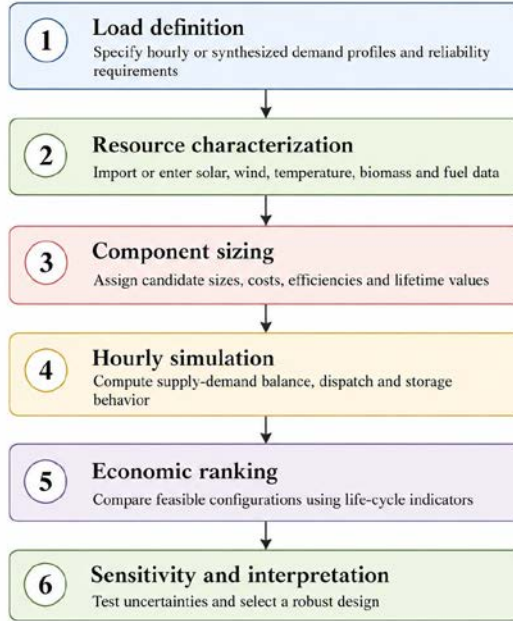 1
Load definition
Specify hourly or synthesized demand profiles and reliability
requirements
2
Resource characterization
Import or enter solar, wind, temperature, biomass and fuel data
3
Component sizing
Assign candidate sizes, costs, efficiencies and lifetime values
4
Hourly simulation
Compute supply-demand balance, dispatch and storage
behavior
5
Economic ranking
Compare feasible configurations using life-cycle indicators
6
Sensitivity and interpretation
Test uncertainties and select a robust design